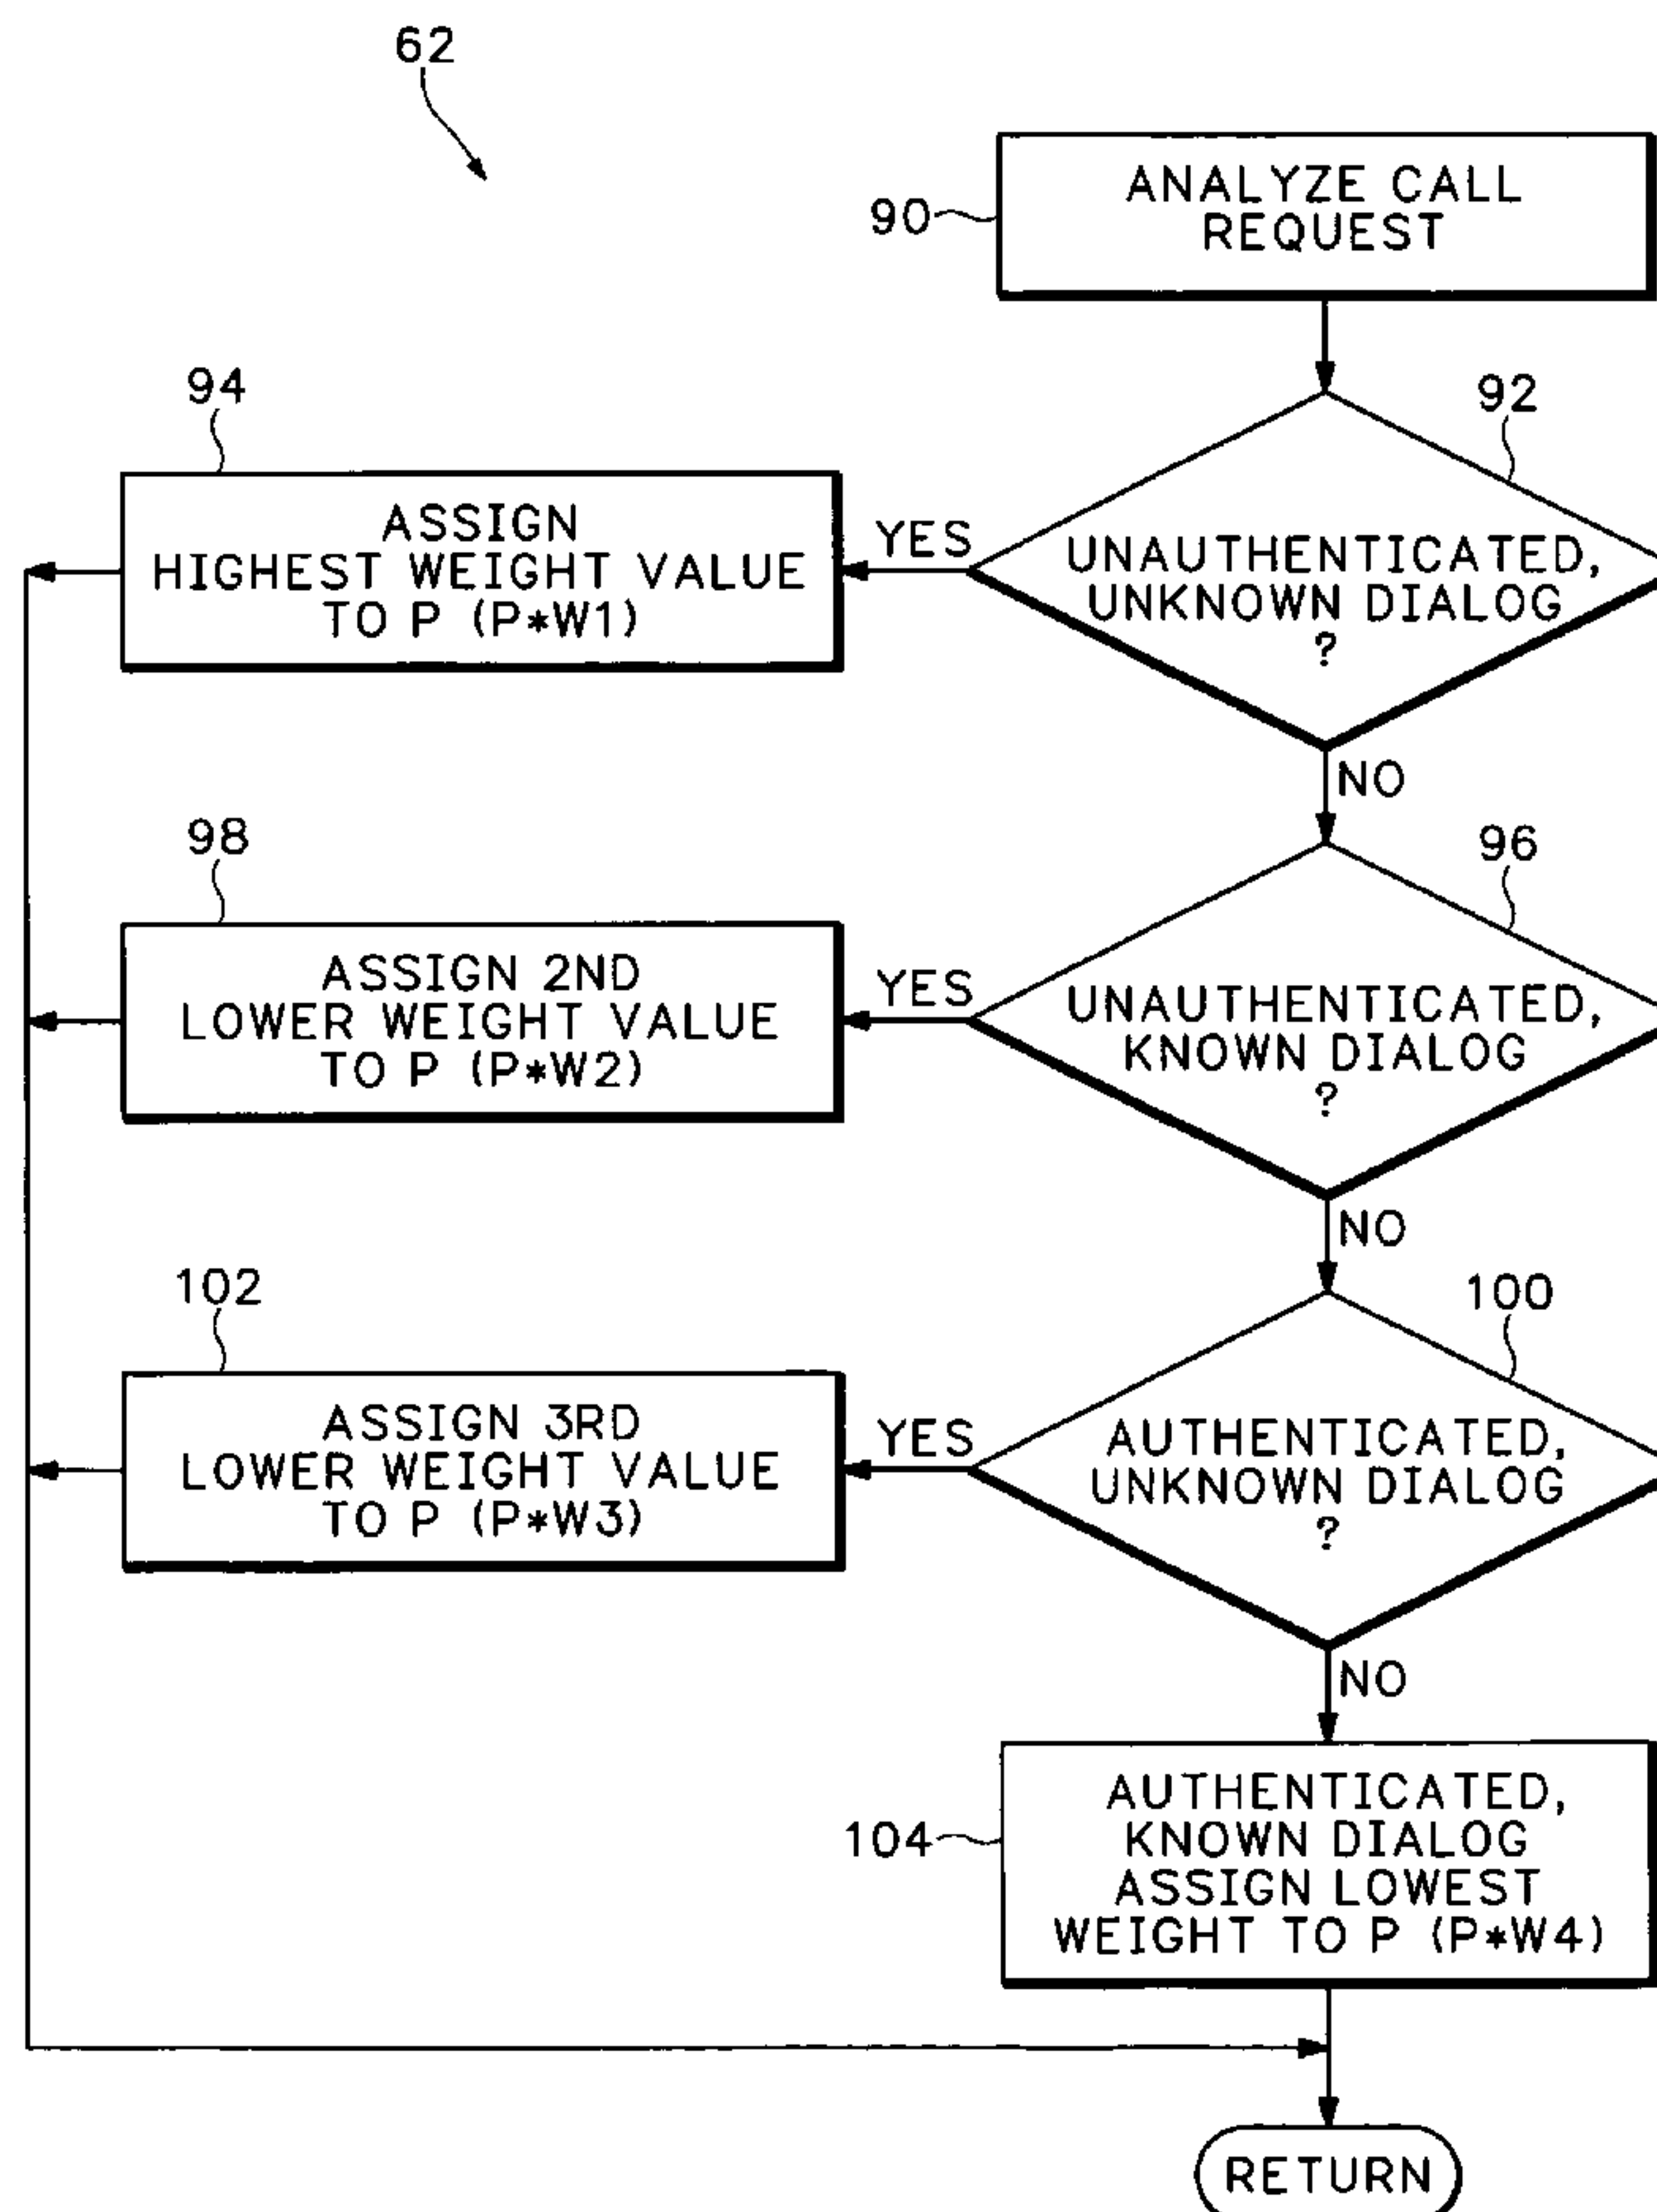 62
90
ANALYZE CALL
REQUEST
92
UNAUTHENTICATED,
UNKNOWN DIALOG
?
YES
94
ASSIGN
HIGHEST WEIGHT VALUE
TO P (P*W1)
NO
96
UNAUTHENTICATED,
KNOWN DIALOG
?
YES
98
ASSIGN 2ND
LOWER WEIGHT VALUE
TO P (P*W2)
NO
100
AUTHENTICATED,
UNKNOWN DIALOG
?
YES
102
ASSIGN 3RD
LOWER WEIGHT VALUE
TO P (P*W3)
NO
104
AUTHENTICATED,
KNOWN DIALOG
ASSIGN LOWEST
WEIGHT TO P (P*W4)
RETURN